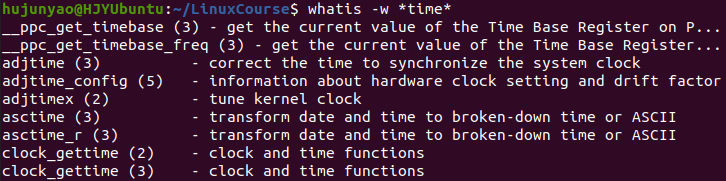 hujunyao@HJYUbuntu:~/LinuxCourse$ whatis -w *time*
__ppc_get_timebase (3) - get the current value of the Time Base Register on P...
__ppc_get_timebase_freq (3) - get the current value of the Time Base Register...
adjtime (3)          - correct the time to synchronize the system clock
adjtime_config (5)   - information about hardware clock setting and drift factor
adjtimex (2)         - tune kernel clock
asctime (3)          - transform date and time to broken-down time or ASCII
asctime_r (3)        - transform date and time to broken-down time or ASCII
clock_gettime (2)    - clock and time functions
clock_gettime (3)    - clock and time functions